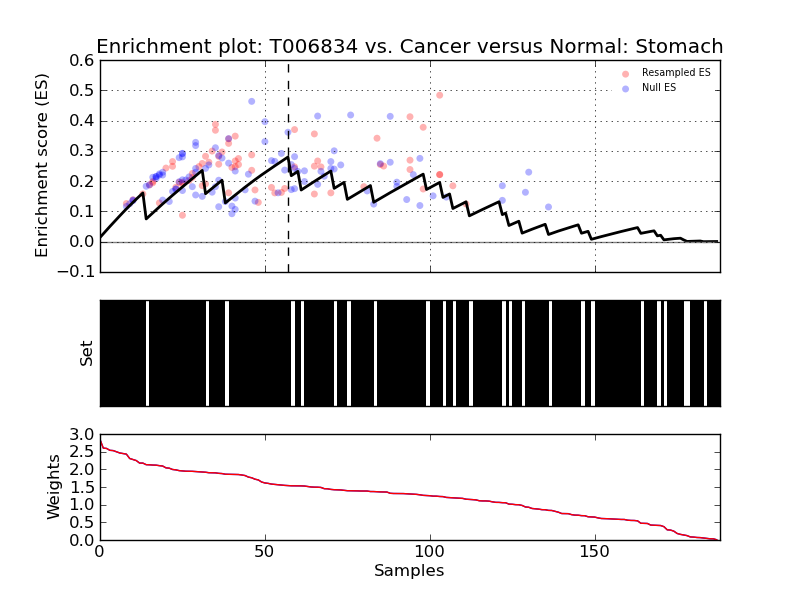 Enrichment plot: T006834 vs. Cancer versus Normal: Stomach
0.6
0.5
0.4
0.3
0.2
0.1
0.0
−0.1
Enrichment score (ES)
Resampled ES
Null ES
Set
3.0
2.5
2.0
1.5
1.0
0.5
0.0
Weights
0 50 100 150
Samples